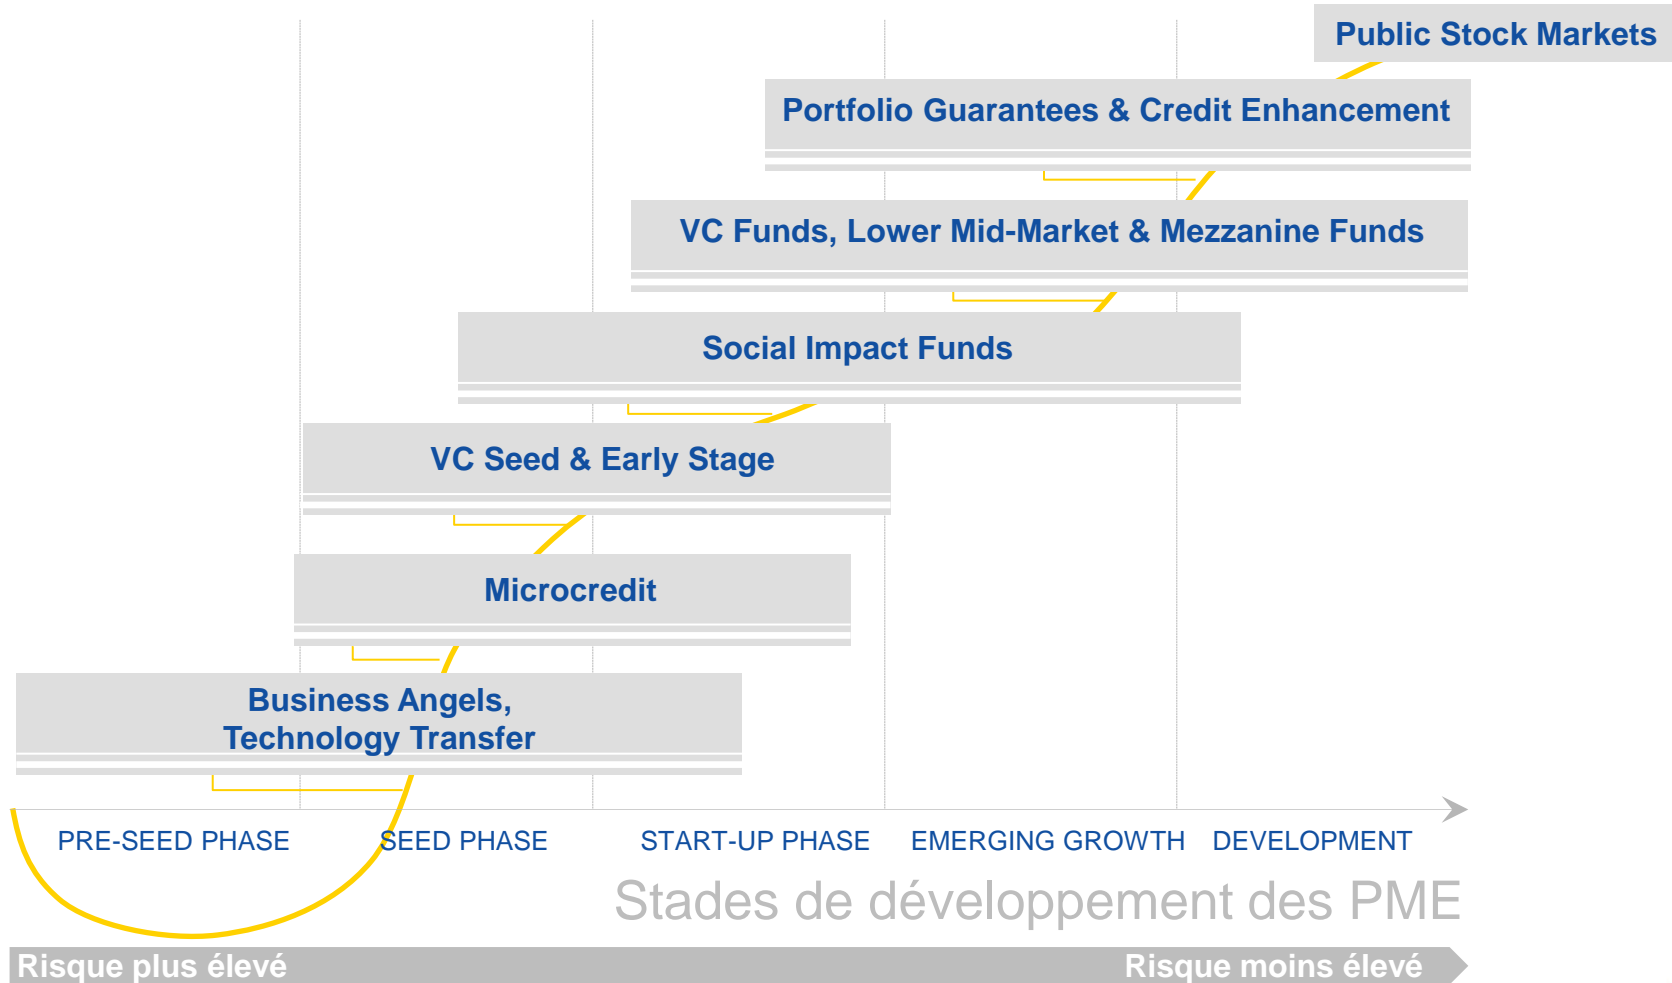 Public Stock Markets
Portfolio Guarantees & Credit Enhancement
VC Funds, Lower Mid-Market & Mezzanine Funds
Social Impact Funds
VC Seed & Early Stage
Microcredit
Business Angels,
Technology Transfer
PRE-SEED PHASE SEED PHASE START-UP PHASE EMERGING GROWTH DEVELOPMENT
Stades de développement des PME
Risque plus élevé Risque moins élevé